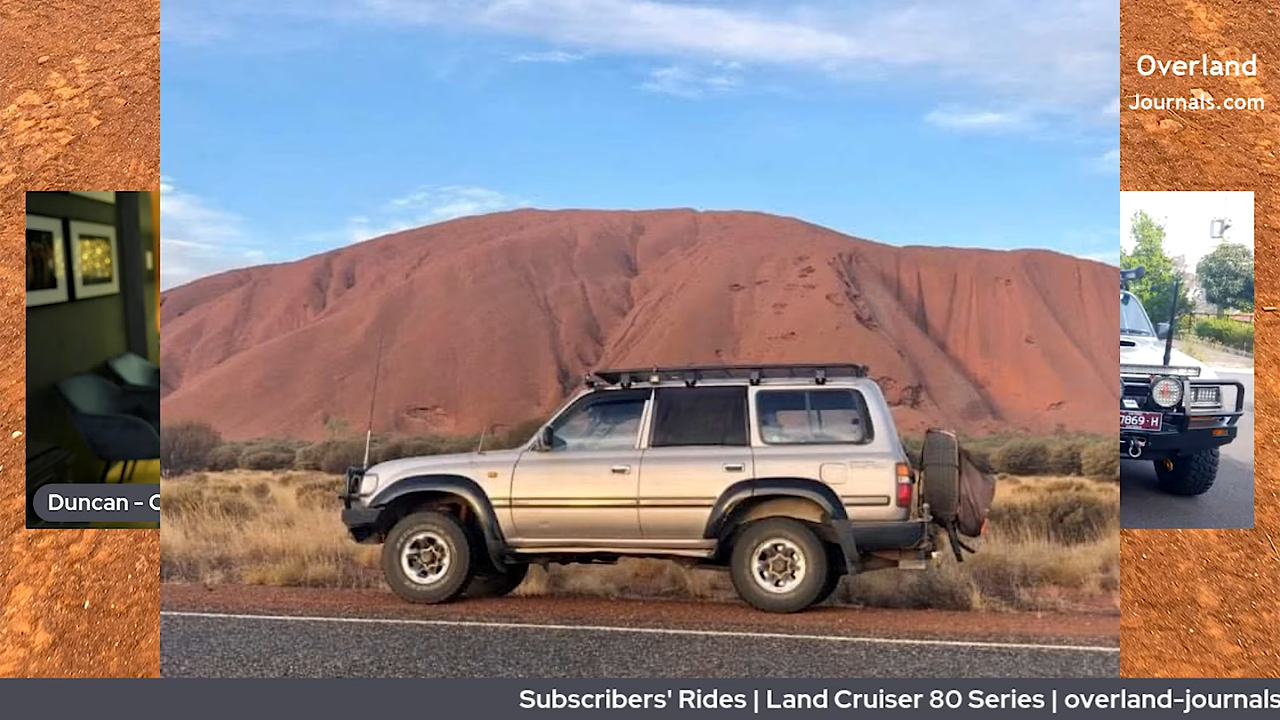 Overland
Journals.com
7869 H
Duncan - C
Subscribers' Rides | Land Cruiser 80 Series | overland-journals